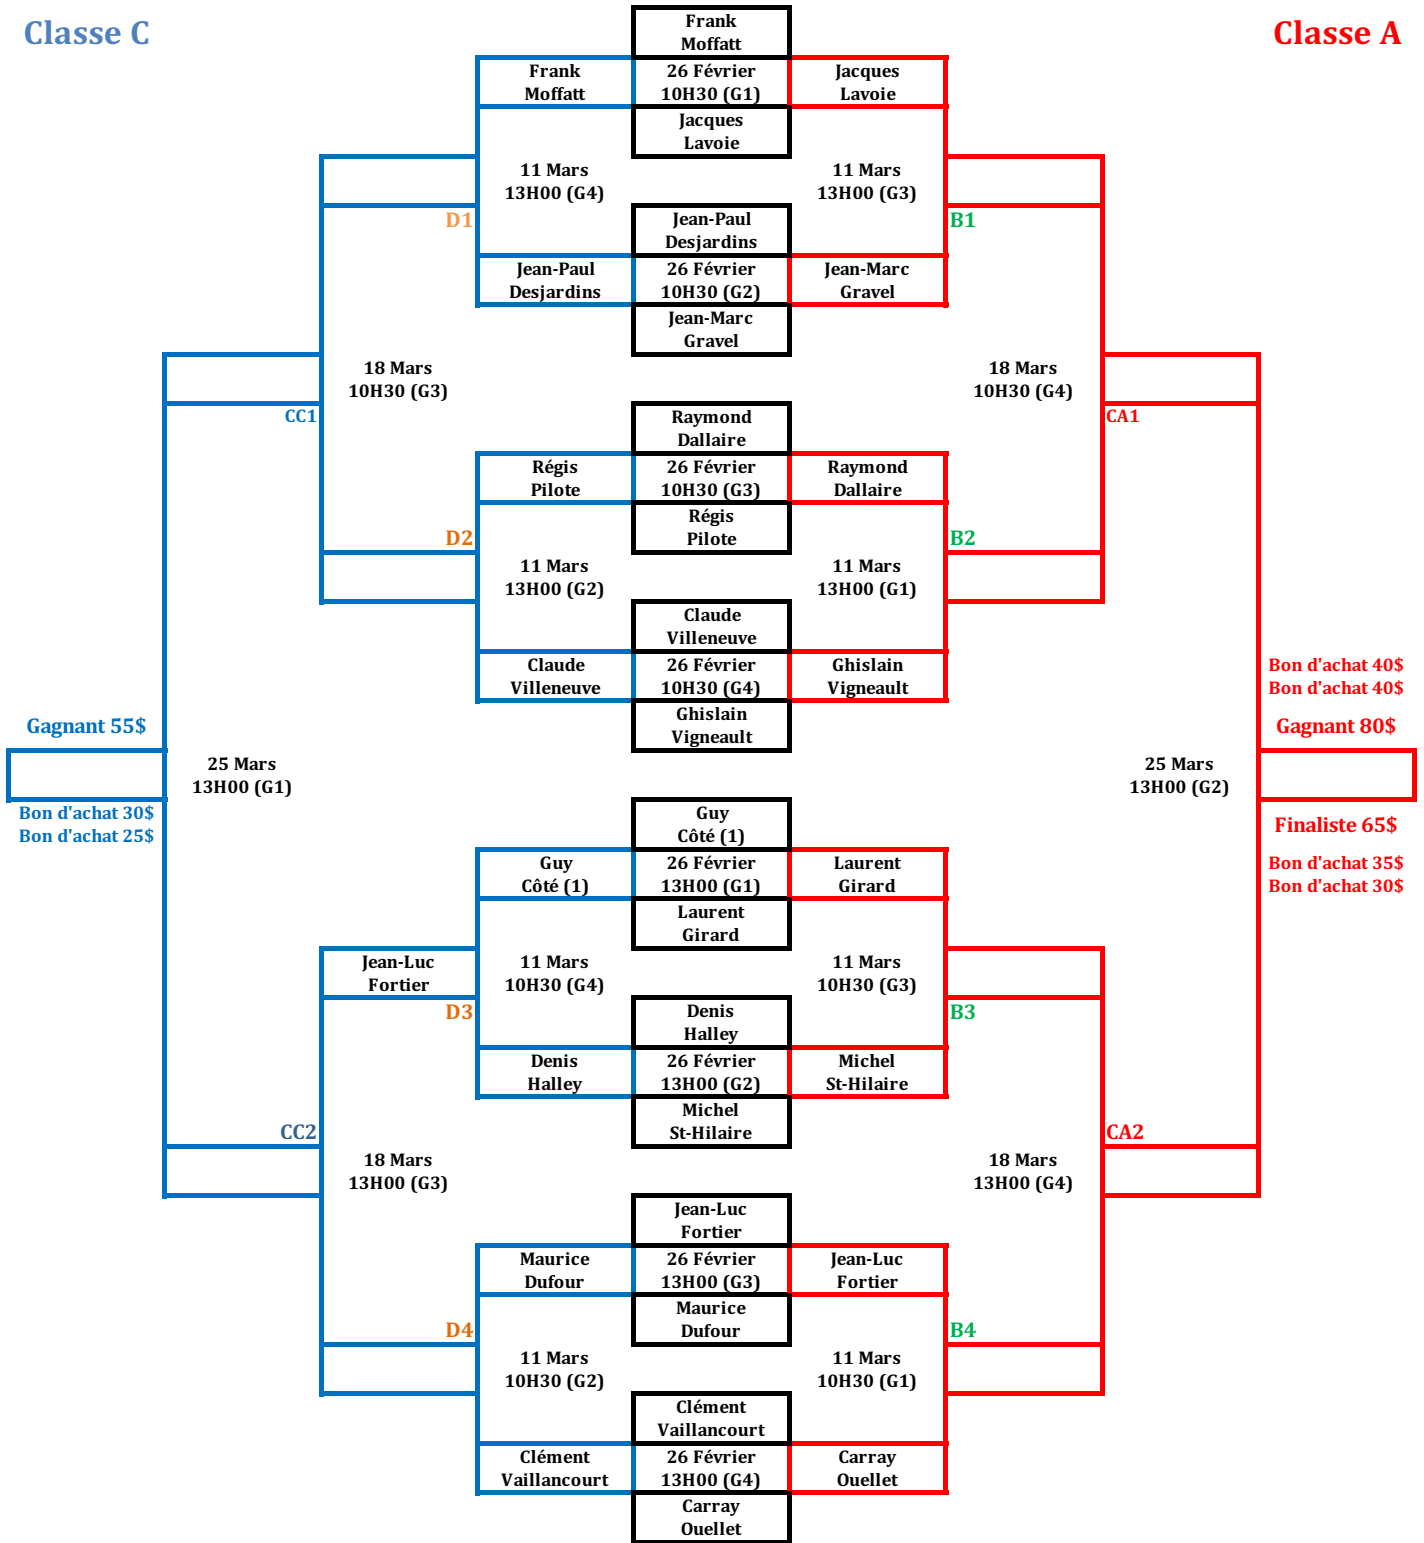 Classe C
Classe A
Frank
Moffatt
Frank
Moffatt
26 Février
10H30 (G1)
Jacques
Lavoie
Jacques
Lavoie
11 Mars
13H00 (G4)
11 Mars
13H00 (G3)
D1
Jean-Paul
Desjardins
B1
Jean-Paul
Desjardins
26 Février
10H30 (G2)
Jean-Marc
Gravel
Jean-Marc
Gravel
18 Mars
10H30 (G3)
18 Mars
10H30 (G4)
CC1
Raymond
Dallaire
CA1
Régis
Pilote
26 Février
10H30 (G3)
Raymond
Dallaire
Régis
Pilote
D2
B2
11 Mars
13H00 (G2)
11 Mars
13H00 (G1)
Claude
Villeneuve
Claude
Villeneuve
26 Février
10H30 (G4)
Ghislain
Vigneault
Bon d'achat 40$
Bon d'achat 40$
Ghislain
Vigneault
Gagnant 55$
Gagnant 80$
25 Mars
13H00 (G1)
25 Mars
13H00 (G2)
Bon d'achat 30$
Bon d'achat 25$
Guy
Côté (1)
Finaliste 65$
Guy
Côté (1)
26 Février
13H00 (G1)
Laurent
Girard
Bon d'achat 35$
Bon d'achat 30$
Laurent
Girard
Jean-Luc
Fortier
11 Mars
10H30 (G4)
11 Mars
10H30 (G3)
D3
Denis
Halley
B3
Denis
Halley
26 Février
13H00 (G2)
Michel
St-Hilaire
Michel
St-Hilaire
CC2
CA2
18 Mars
13H00 (G3)
18 Mars
13H00 (G4)
Jean-Luc
Fortier
Maurice
Dufour
26 Février
13H00 (G3)
Jean-Luc
Fortier
Maurice
Dufour
D4
B4
11 Mars
10H30 (G2)
11 Mars
10H30 (G1)
Clément
Vaillancourt
Clément
Vaillancourt
26 Février
13H00 (G4)
Carray
Ouellet
Carray
Ouellet